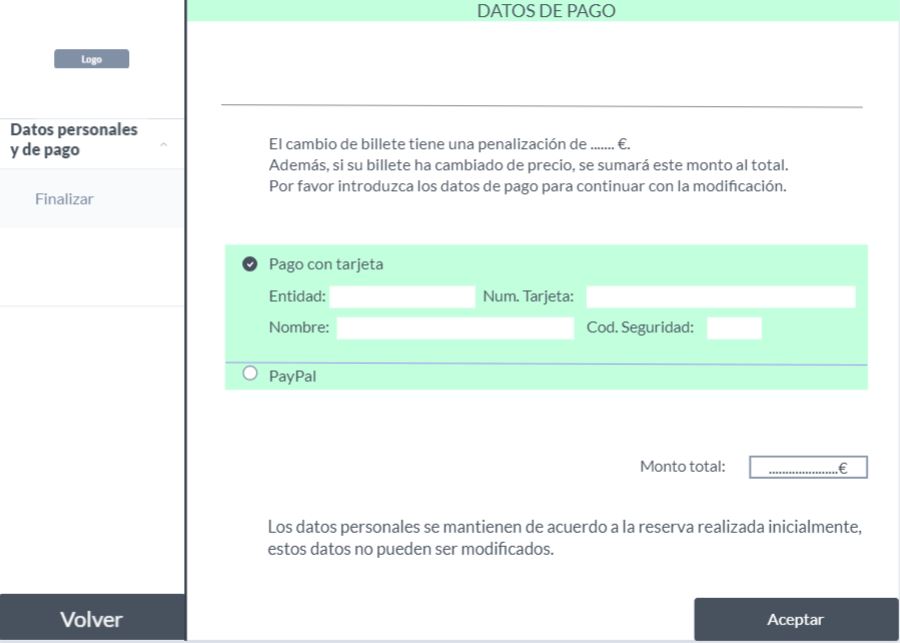 DATOS DE PAGO
Logo
Datos personales
y de pago
Finalizar
El cambio de billete tiene una penalización de ....... €.
Además, si su billete ha cambiado de precio, se sumará este monto al total.
Por favor introduzca los datos de pago para continuar con la modificación.
Pago con tarjeta
Entidad: Num. Tarjeta:
Nombre: Cod. Seguridad:
PayPal
Monto total: .....................€
Los datos personales se mantienen de acuerdo a la reserva realizada inicialmente,
estos datos no pueden ser modificados.
Volver
Aceptar